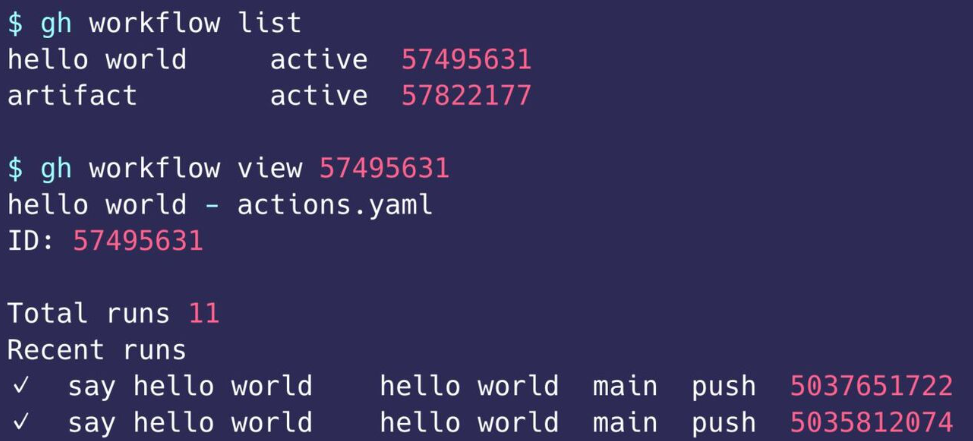 $ gh workflow list
hello world     active  57495631
artifact        active  57822177
$ gh workflow view 57495631
hello world - actions.yaml
ID: 57495631
Total runs 11
Recent runs
✓  say hello world    hello world  main  push  5037651722
✓  say hello world    hello world  main  push  5035812074